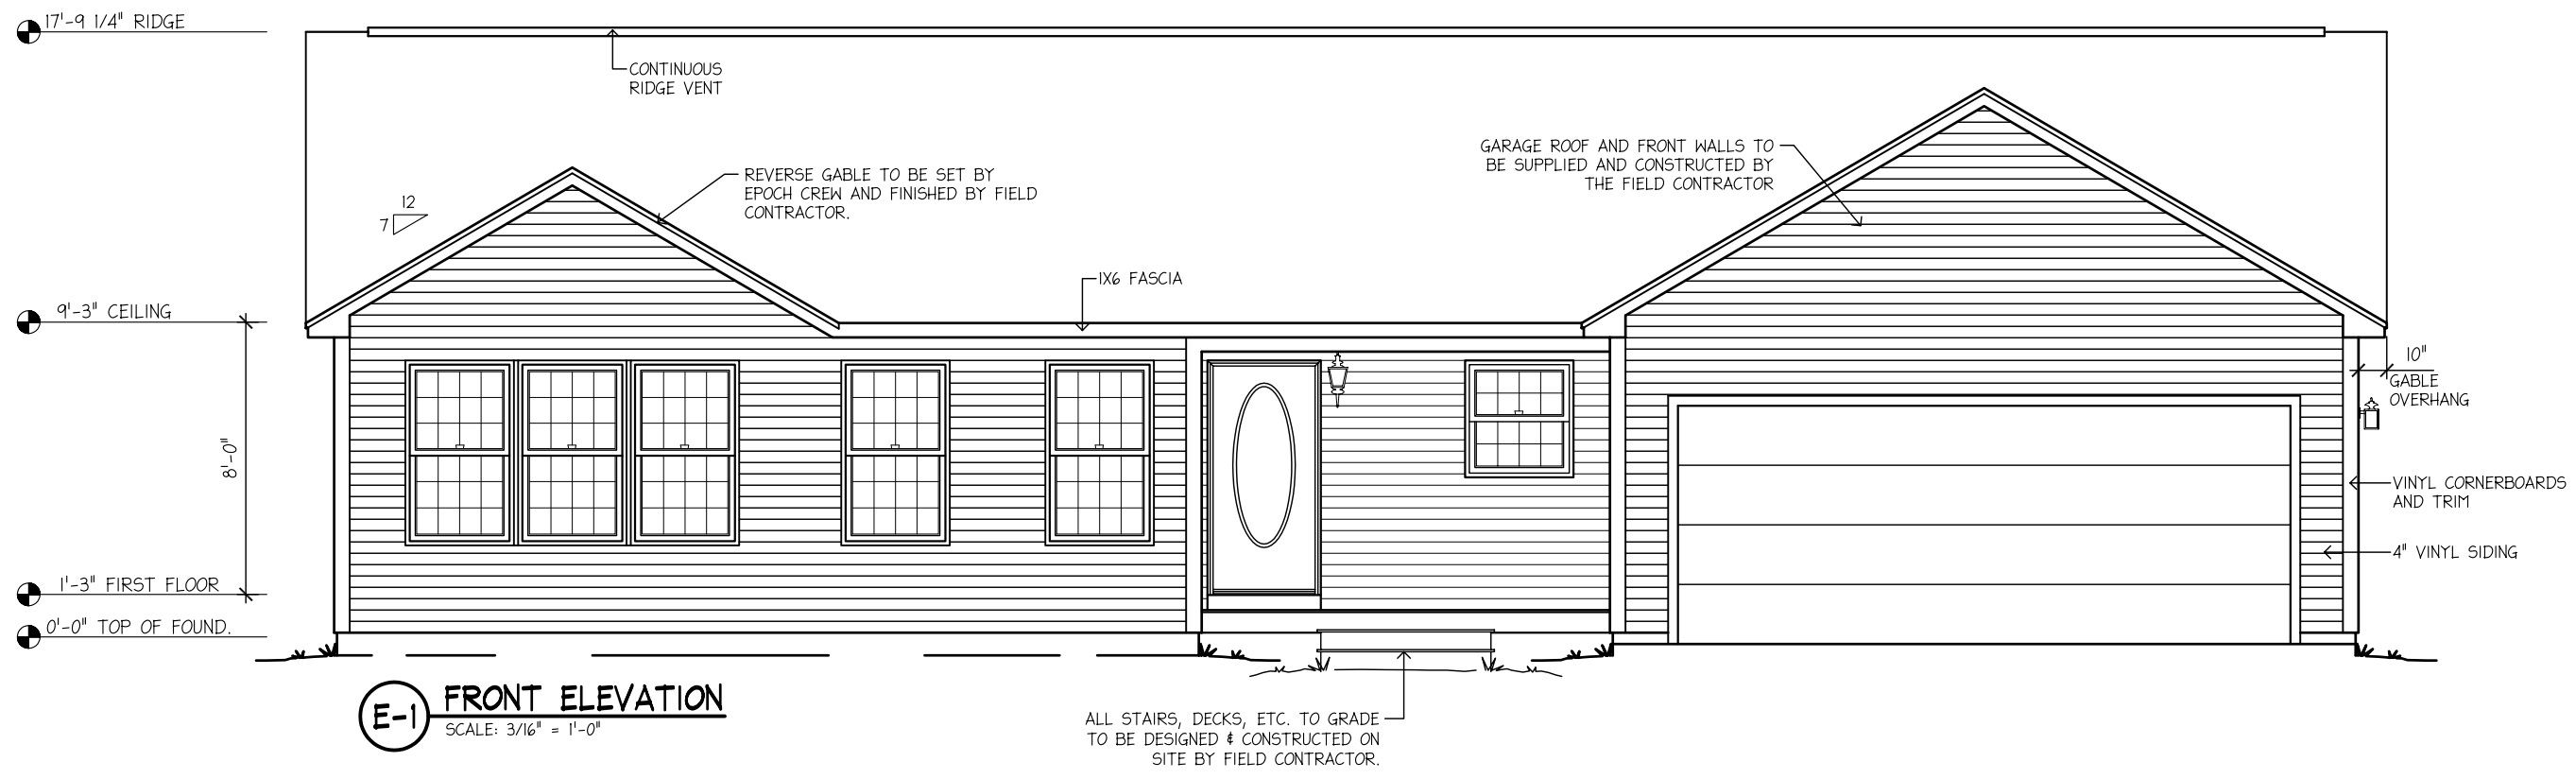 17'-9 1/4" RIDGE
CONTINUOUS
RIDGE VENT
GARAGE ROOF AND FRONT WALLS TO
BE SUPPLIED AND CONSTRUCTED BY
THE FIELD CONTRACTOR
REVERSE GABLE TO BE SET BY
EPOCH CREW AND FINISHED BY FIELD
CONTRACTOR.
12
7
1X6 FASCIA
9'-3" CEILING
10"
GABLE
OVERHANG
8'-0"
VINYL CORNERBOARDS
AND TRIM
4" VINYL SIDING
1'-3" FIRST FLOOR
0'-0" TOP OF FOUND.
E-1
FRONT ELEVATION
SCALE: 3/16" = 1'-0"
ALL STAIRS, DECKS, ETC. TO GRADE
TO BE DESIGNED & CONSTRUCTED ON
SITE BY FIELD CONTRACTOR.